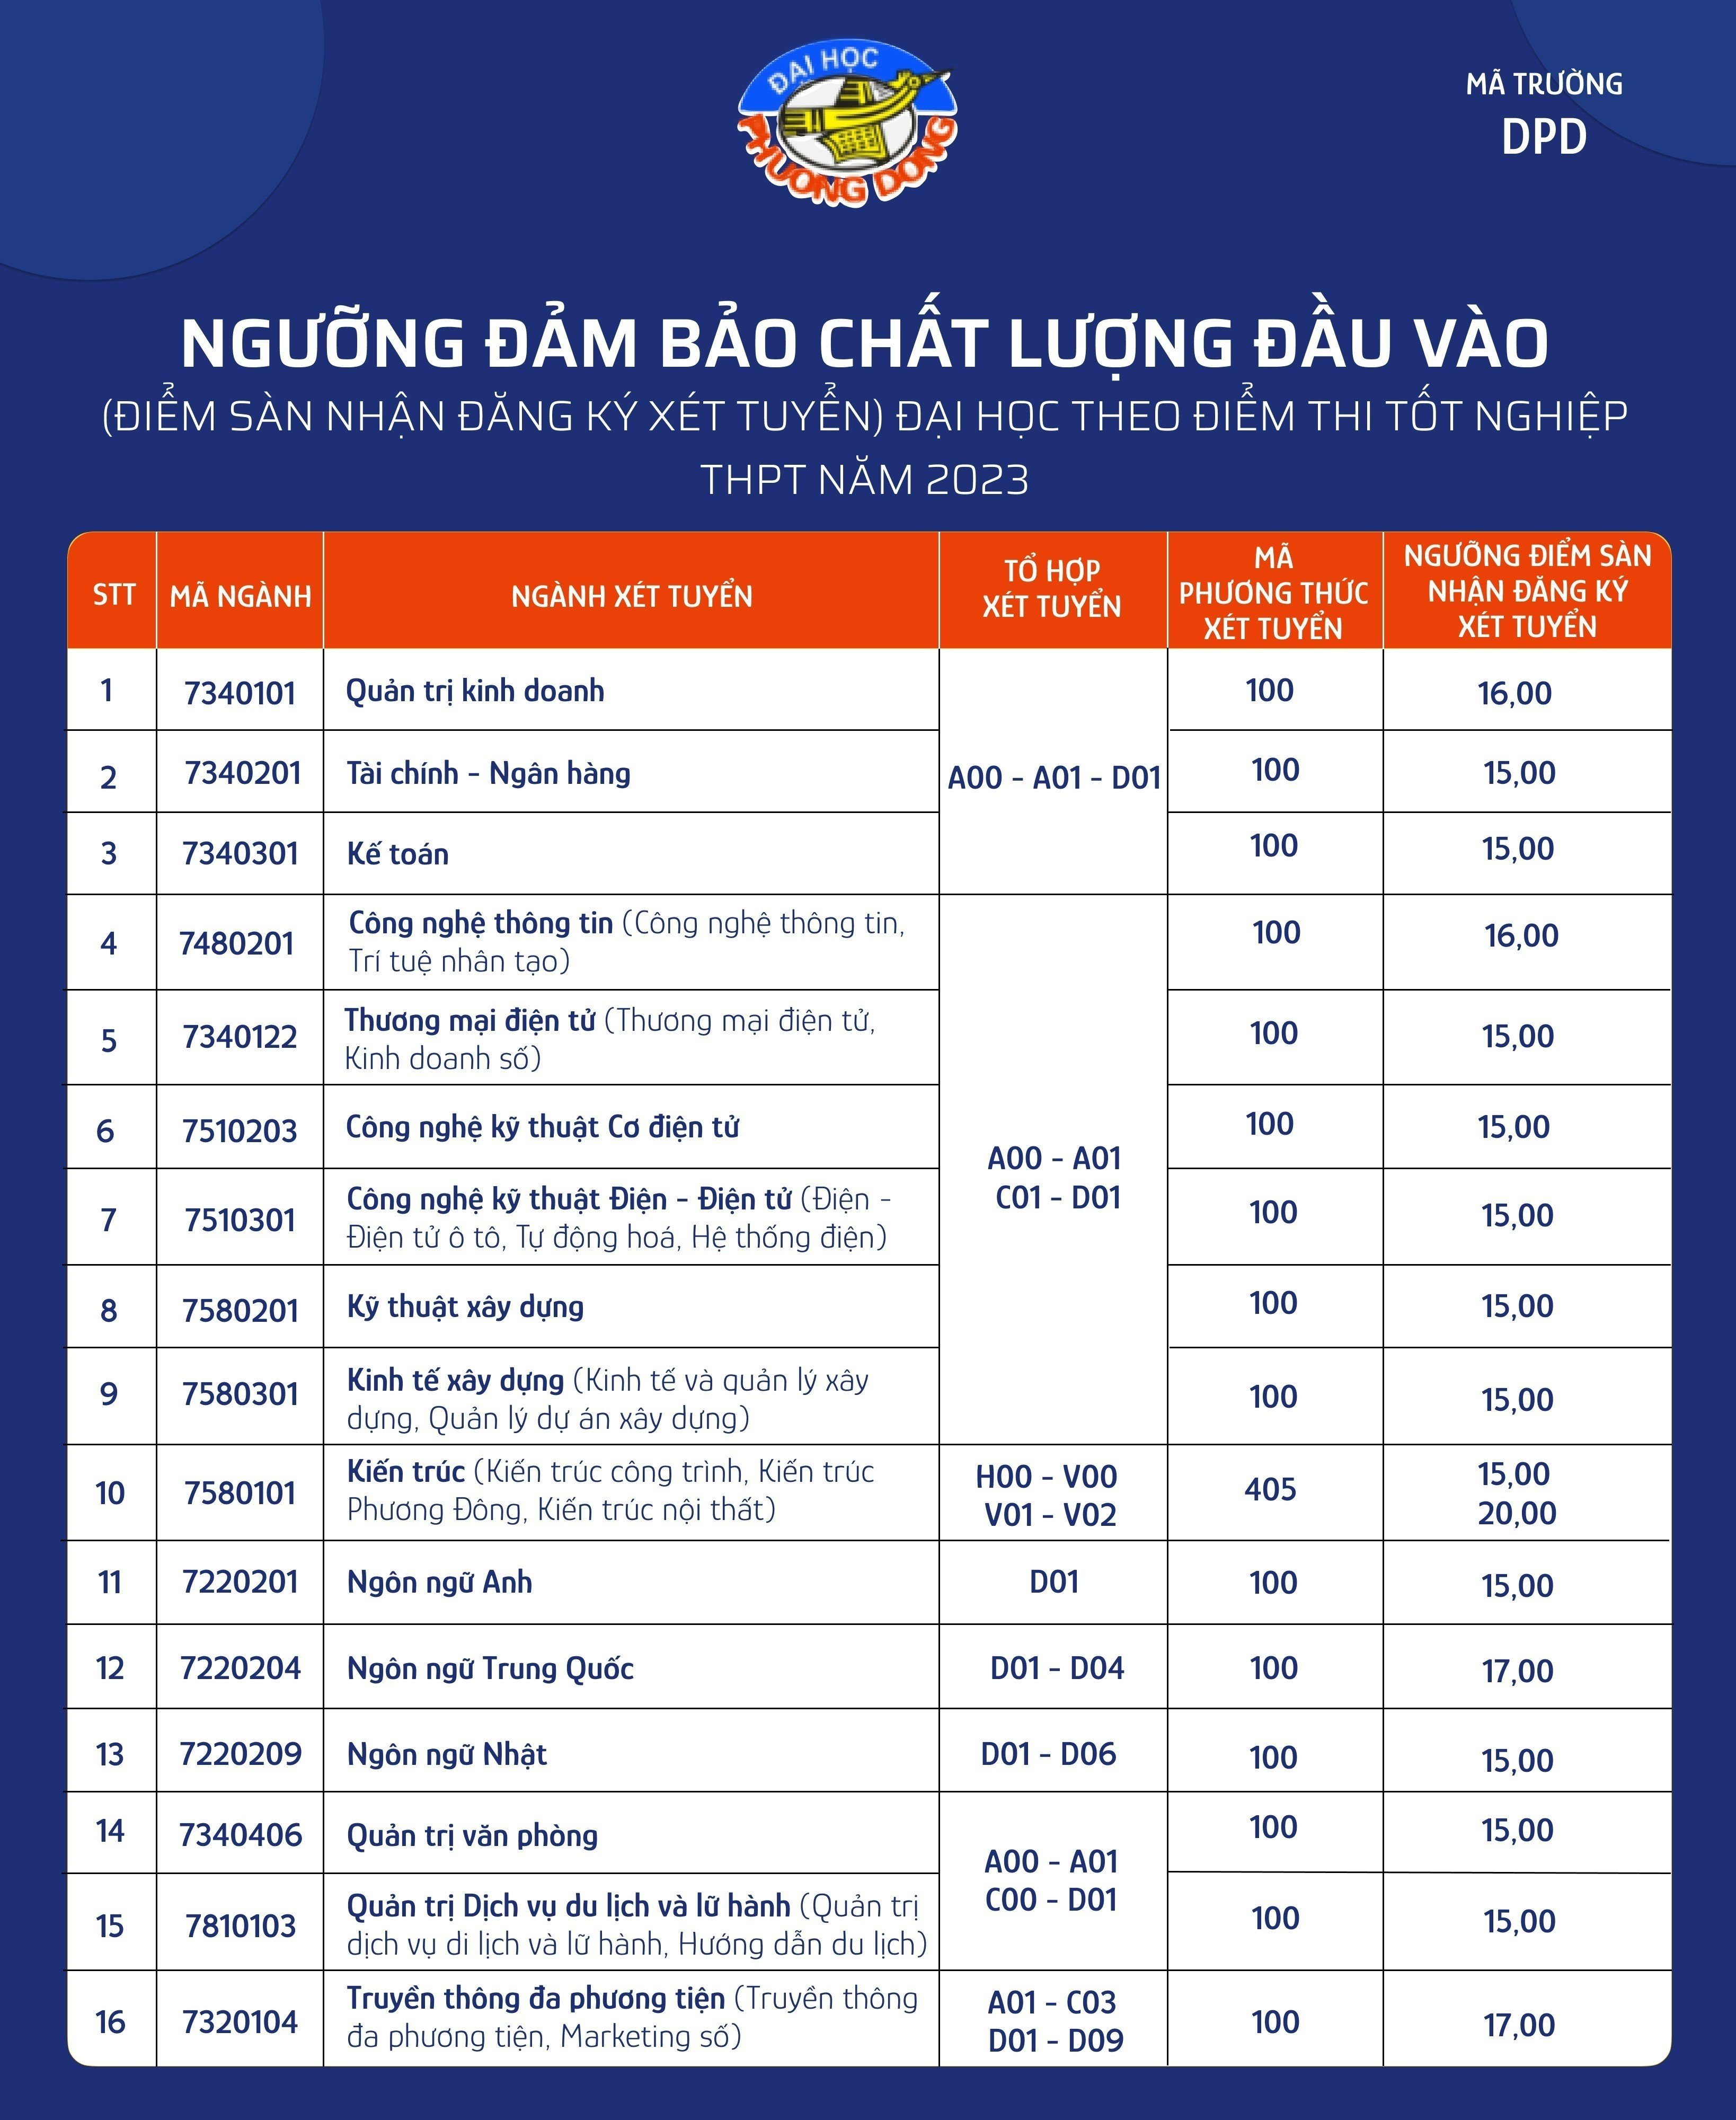 ĐẠI HỌC
PHƯƠNG ĐÔNG
MÃ TRƯỜNG
DPD
NGƯỠNG ĐẢM BẢO CHẤT LƯỢNG ĐẦU VÀO
(ĐIỂM SÀN NHẬN ĐĂNG KÝ XÉT TUYỂN) ĐẠI HỌC THEO ĐIỂM THI TỐT NGHIỆP
THPT NĂM 2023
STT
MÃ NGÀNH
NGÀNH XÉT TUYỂN
TỔ HỢP
XÉT TUYỂN
MÃ
PHƯƠNG THỨC
XÉT TUYỂN
NGƯỠNG ĐIỂM SÀN
NHẬN ĐĂNG KÝ
XÉT TUYỂN
1 7340101 Quản trị kinh doanh 100 16,00
2 7340201 Tài chính - Ngân hàng A00 - A01 - D01 100 15,00
3 7340301 Kế toán 100 15,00
4 7480201 Công nghệ thông tin (Công nghệ thông tin,
Trí tuệ nhân tạo) 100 16,00
5 7340122 Thương mại điện tử (Thương mại điện tử,
Kinh doanh số) 100 15,00
6 7510203 Công nghệ kỹ thuật Cơ điện tử 100 15,00
A00 - A01
C01 - D01
7 7510301 Công nghệ kỹ thuật Điện - Điện tử (Điện -
Điện tử ô tô, Tự động hoá, Hệ thống điện) 100 15,00
8 7580201 Kỹ thuật xây dựng 100 15,00
9 7580301 Kinh tế xây dựng (Kinh tế và quản lý xây
dựng, Quản lý dự án xây dựng) 100 15,00
10 7580101 Kiến trúc (Kiến trúc công trình, Kiến trúc
Phương Đông, Kiến trúc nội thất)
H00 - V00
V01 - V02
405
15,00
20,00
11 7220201 Ngôn ngữ Anh D01 100 15,00
12 7220204 Ngôn ngữ Trung Quốc D01 - D04 100 17,00
13 7220209 Ngôn ngữ Nhật D01 - D06 100 15,00
14 7340406 Quản trị văn phòng 100 15,00
A00 - A01
C00 - D01
15 7810103 Quản trị Dịch vụ du lịch và lữ hành (Quản trị
dịch vụ di lịch và lữ hành, Hướng dẫn du lịch) 100 15,00
16 7320104 Truyền thông đa phương tiện (Truyền thông
đa phương tiện, Marketing số)
A01 - C03
D01 - D09
100 17,00